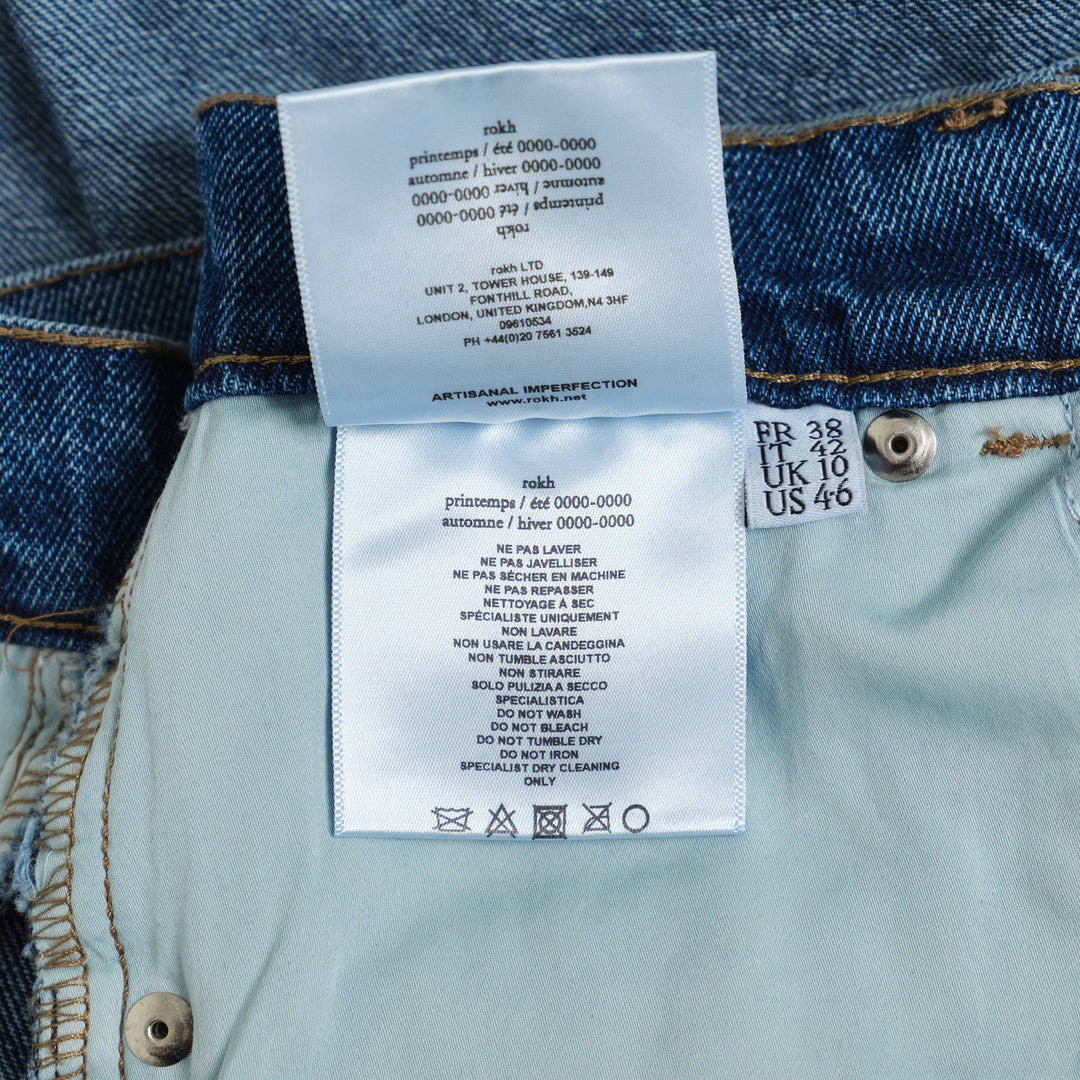 rokh
printemps / été 0000-0000
automne / hiver 0000-0000
automne / hiver 0000-0000
printemps / été 0000-0000
rokh
rokh LTD
UNIT 2, TOWER HOUSE, 139-149
FONTHILL ROAD,
LONDON, UNITED KINGDOM,N4 3HF
09610534
PH +44(0)20 7561 3524
ARTISANAL IMPERFECTION
www.rokh.net
FR 38
IT 42
UK 10
US 46
rokh
printemps / été 0000-0000
automne / hiver 0000-0000
NE PAS LAVER
NE PAS JAVELLISER
NE PAS SÉCHER EN MACHINE
NE PAS REPASSER
NETTOYAGE À SEC
SPÉCIALISTE UNIQUEMENT
NON LAVARE
NON USARE LA CANDEGGINA
NON TUMBLE ASCIUTTO
NON STIRARE
SOLO PULIZIA A SECCO
SPECIALISTICA
DO NOT WASH
DO NOT BLEACH
DO NOT TUMBLE DRY
DO NOT IRON
SPECIALIST DRY CLEANING
ONLY